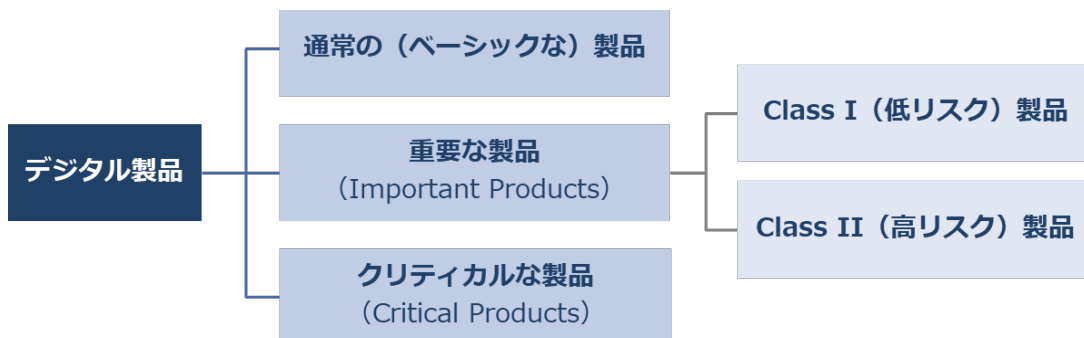 デジタル製品
通常の（ベーシックな）製品
重要な製品
（Important Products）
クリティカルな製品
（Critical Products）
Class I（低リスク）製品
Class II（高リスク）製品